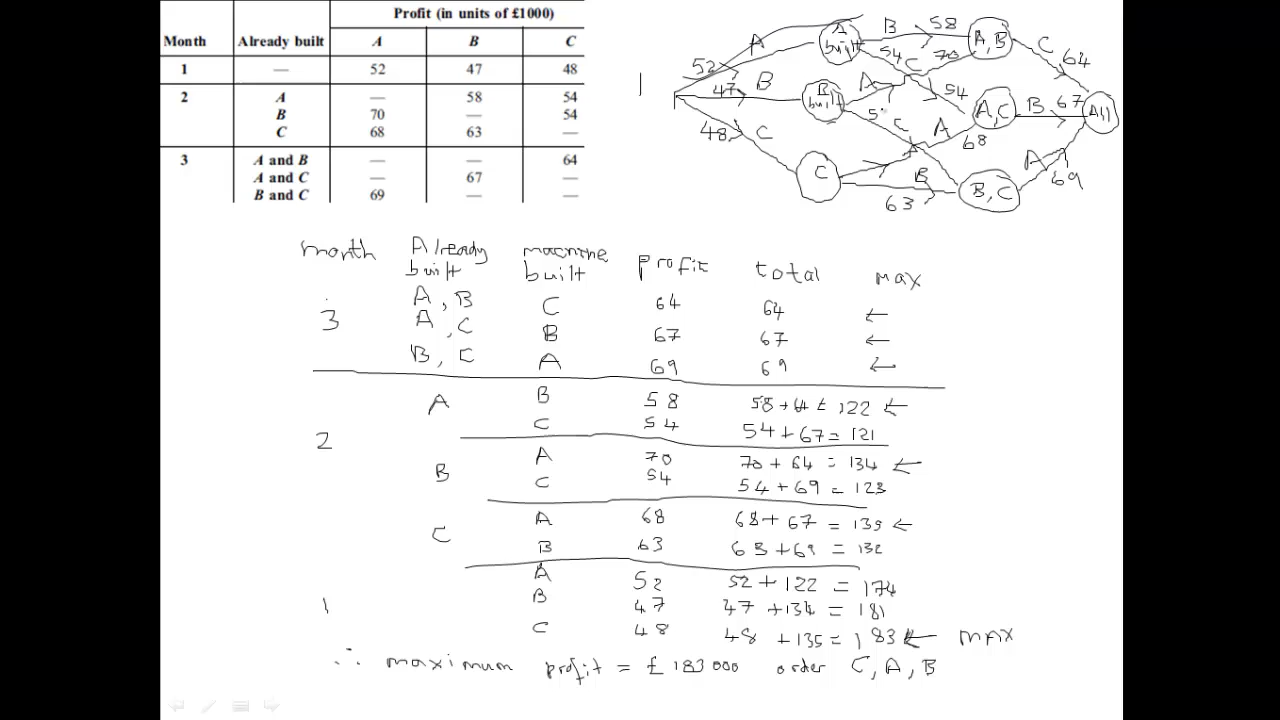 Profit (in units of £1000)
Month Already built A B C
1 — 52 47 48
2 A — 58 54
B 70 — 54
C 68 63 —
3 A and B — — 64
A and C — 67 —
B and C 69 — —
1
A 52
B 47
C 48
A built
B built
C
B 58
C 54
A 70
C 54
A 68
B 63
A, B
A, C
B, C
C 64
B 67
A 69
All
month Already built machine built profit total max
3 A, B C 64 64 ←
A, C B 67 67 ←
B, C A 69 69 ←
2 A B 58 58 + 64 = 122 ←
C 54 54 + 67 = 121
B A 70 70 + 64 = 134 ←
C 54 54 + 69 = 123
C A 68 68 + 67 = 135 ←
B 63 63 + 69 = 132
1 A 52 52 + 122 = 174
B 47 47 + 134 = 181
C 48 48 + 135 = 183 ← max
∴ maximum profit = £183000 order C, A, B